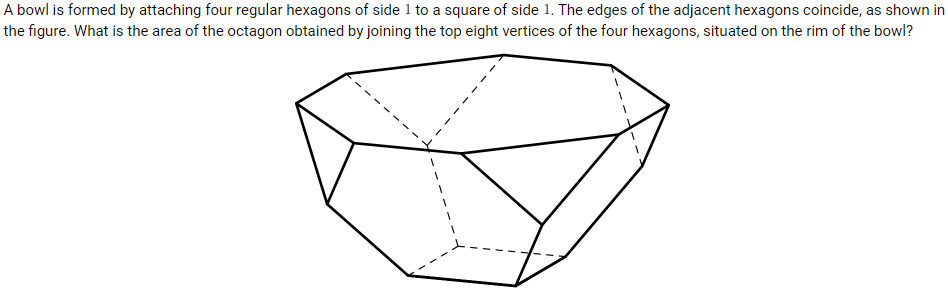 A bowl is formed by attaching four regular hexagons of side 1 to a square of side 1. The edges of the adjacent hexagons coincide, as shown in
the figure. What is the area of the octagon obtained by joining the top eight vertices of the four hexagons, situated on the rim of the bowl?